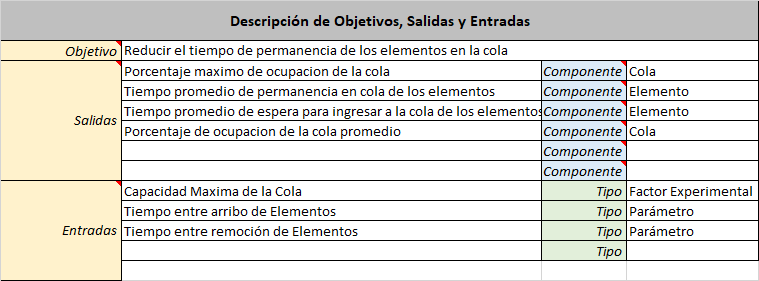 Descripción de Objetivos, Salidas y Entradas
Objetivo Reducir el tiempo de permanencia de los elementos en la cola
Porcentaje maximo de ocupacion de la cola Componente Cola
Tiempo promedio de permanencia en cola de los elementos Componente Elemento
Salidas Tiempo promedio de espera para ingresar a la cola de los elementos Componente Elemento
Porcentaje de ocupacion de la cola promedio Componente Cola
Componente
Componente
Capacidad Maxima de la Cola Tipo Factor Experimental
Tiempo entre arribo de Elementos Tipo Parámetro
Entradas Tiempo entre remoción de Elementos Tipo Parámetro
Tipo